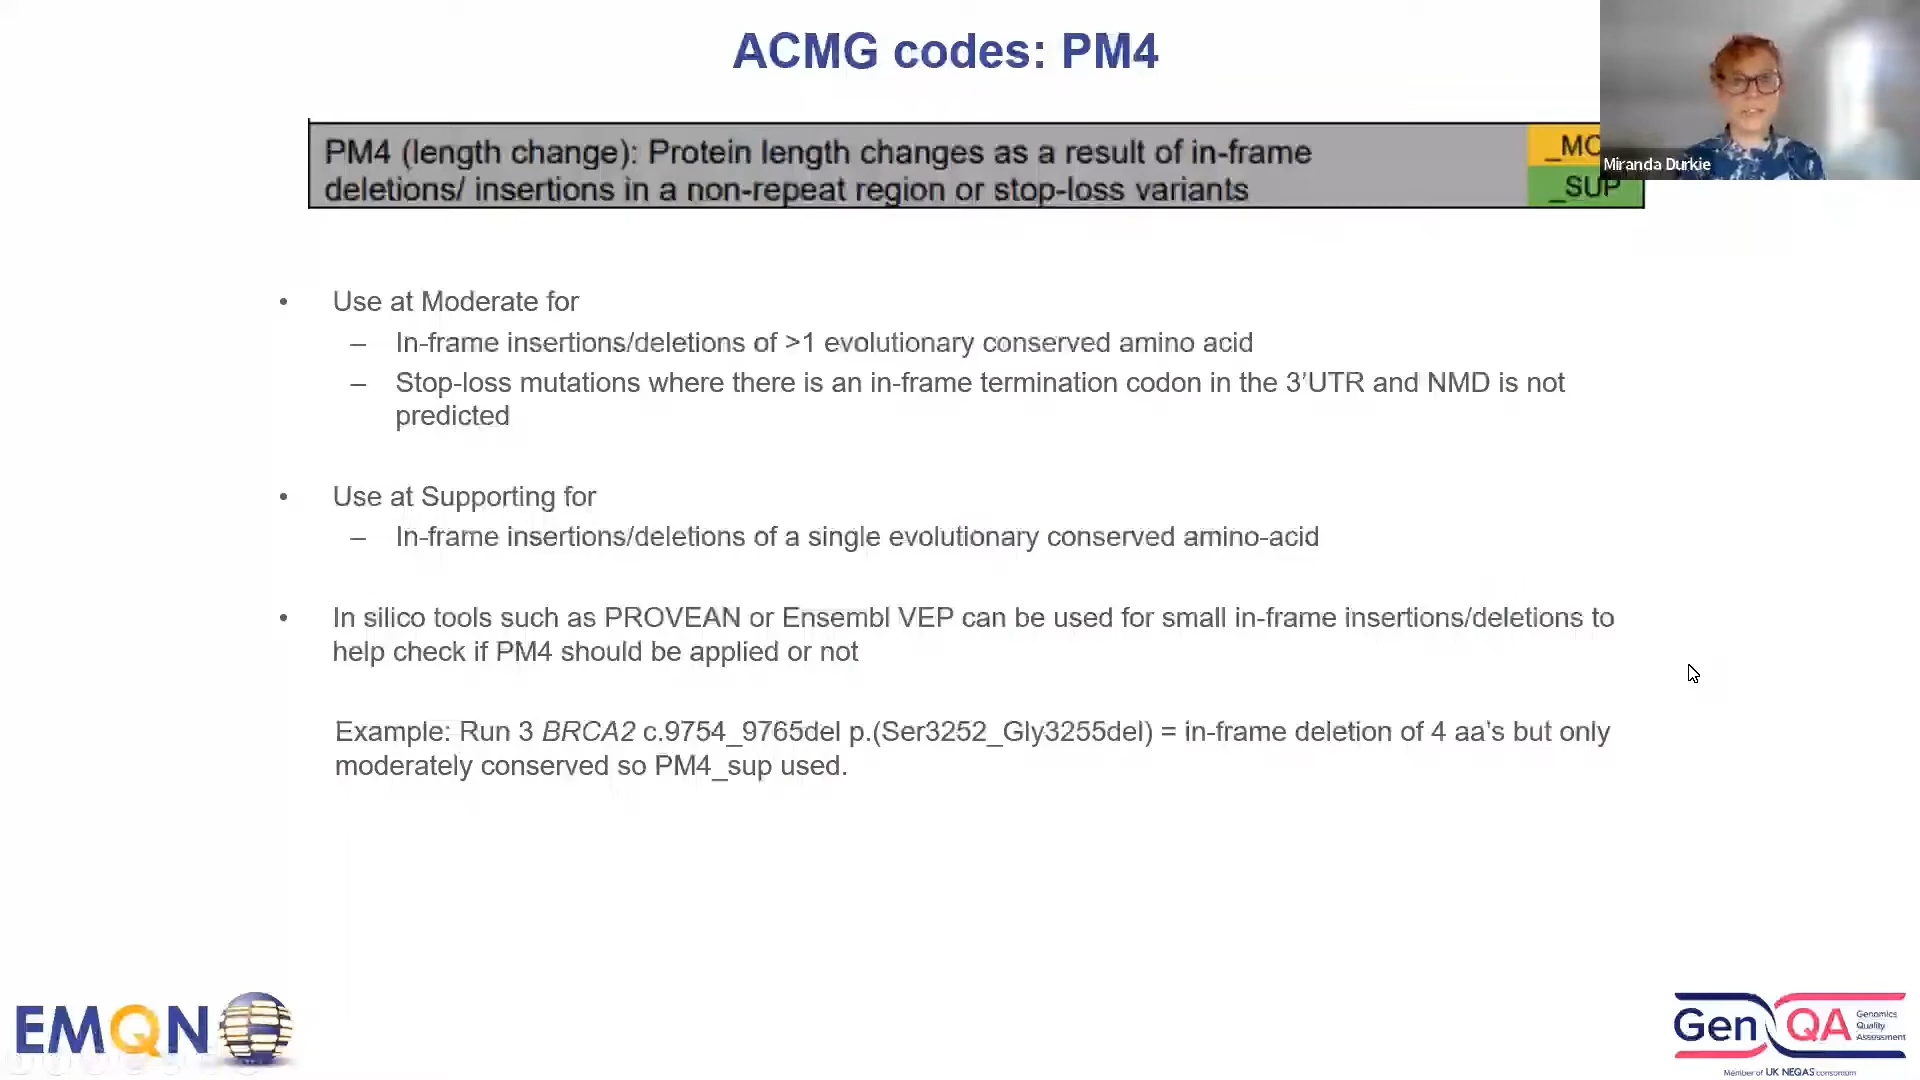 ACMG codes: PM4
PM4 (length change): Protein length changes as a result of in-frame
deletions/ insertions in a non-repeat region or stop-loss variants
_MO
_SUP
Miranda Durkie
• Use at Moderate for
– In-frame insertions/deletions of >1 evolutionary conserved amino acid
– Stop-loss mutations where there is an in-frame termination codon in the 3’UTR and NMD is not
predicted
• Use at Supporting for
– In-frame insertions/deletions of a single evolutionary conserved amino-acid
• In silico tools such as PROVEAN or Ensembl VEP can be used for small in-frame insertions/deletions to
help check if PM4 should be applied or not
Example: Run 3 BRCA2 c.9754_9765del p.(Ser3252_Gly3255del) = in-frame deletion of 4 aa’s but only
moderately conserved so PM4_sup used.
EMQN
GenQA
Genomics
Quality
Assessment
Member of UK NEQAS consortium